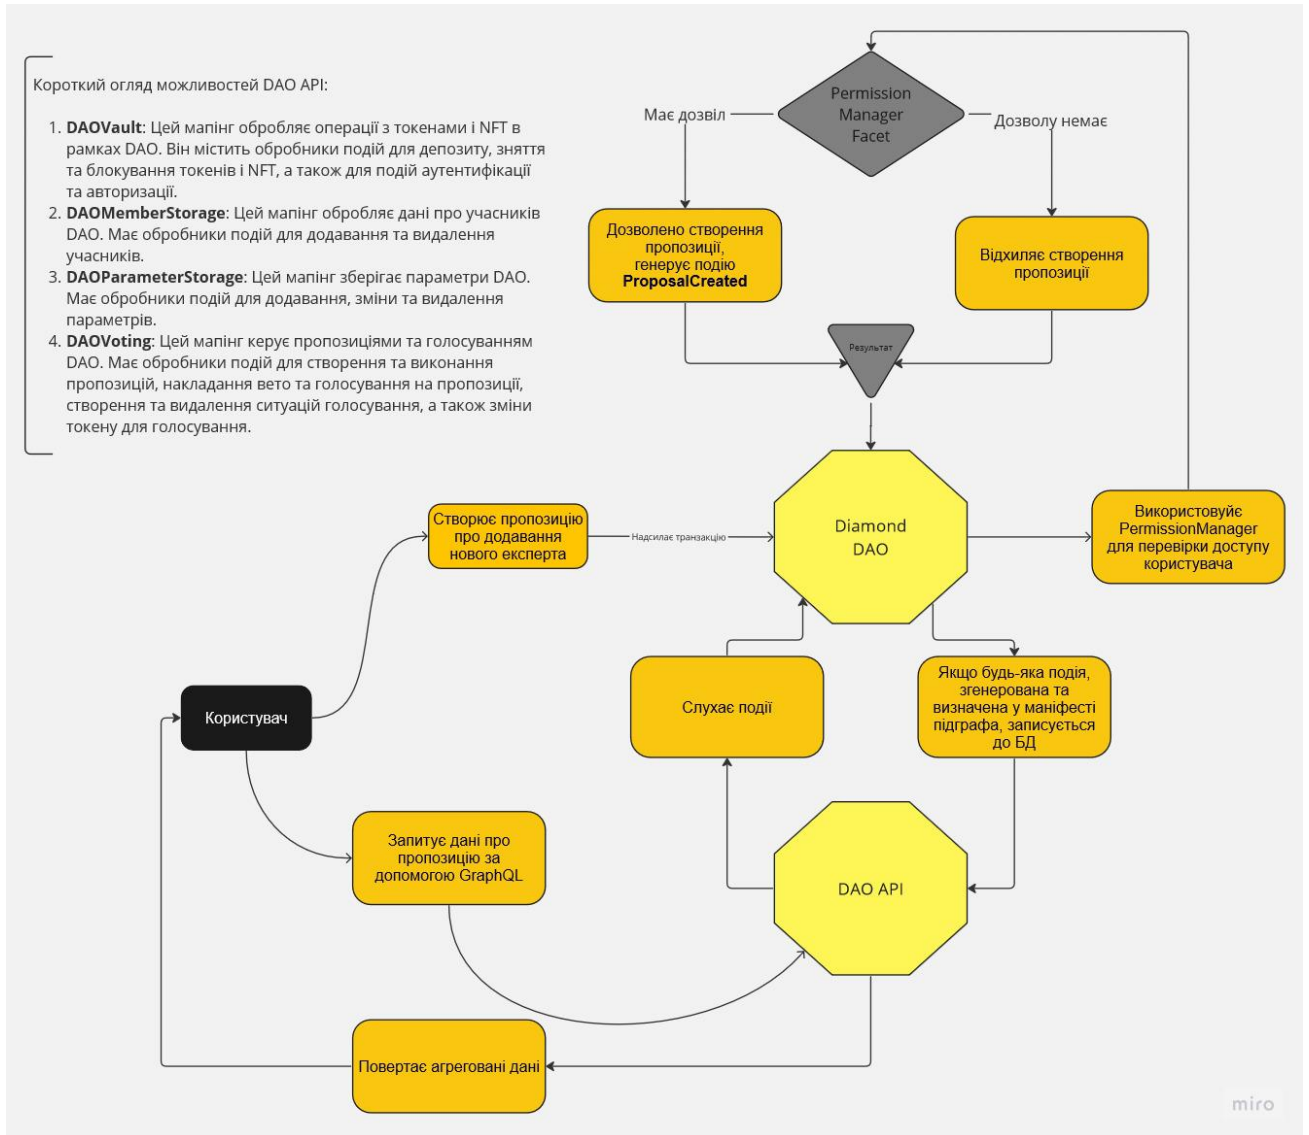 Короткий огляд можливостей DAO API:
1. DAOVault: Цей мапінг обробляє операції з токенами і NFT в
рамках DAO. Він містить обробники подій для депозиту, зняття
та блокування токенів і NFT, а також для подій аутентифікації
та авторизації.
2. DAOMemberStorage: Цей мапінг обробляє дані про учасників
DAO. Має обробники подій для додавання та видалення
учасників.
3. DAOParameterStorage: Цей мапінг зберігає параметри DAO.
Має обробники подій для додавання, зміни та видалення
параметрів.
4. DAOVoting: Цей мапінг керує пропозиціями та голосуванням
DAO. Має обробники подій для створення та виконання
пропозицій, накладання вето та голосування на пропозиції,
створення та видалення ситуацій голосування, а також зміни
токену для голосування.
Permission
Manager
Facet
Має дозвіл
Дозволу немає
Дозволено створення
пропозиції,
генерує подію
ProposalCreated
Відхиляє створення
пропозиції
Результат
Створює пропозицію
про додавання
нового експерта
Надсилає транзакцію
Diamond
DAO
Використовуйє
PermissionManager
для перевірки доступу
користувача
Користувач
Слухає події
Якщо будь-яка подія,
згенерована та
визначена у маніфесті
підграфа, записується
до БД
Запитує дані про
пропозицію за
допомогою GraphQL
DAO API
Повертає агреговані дані
miro